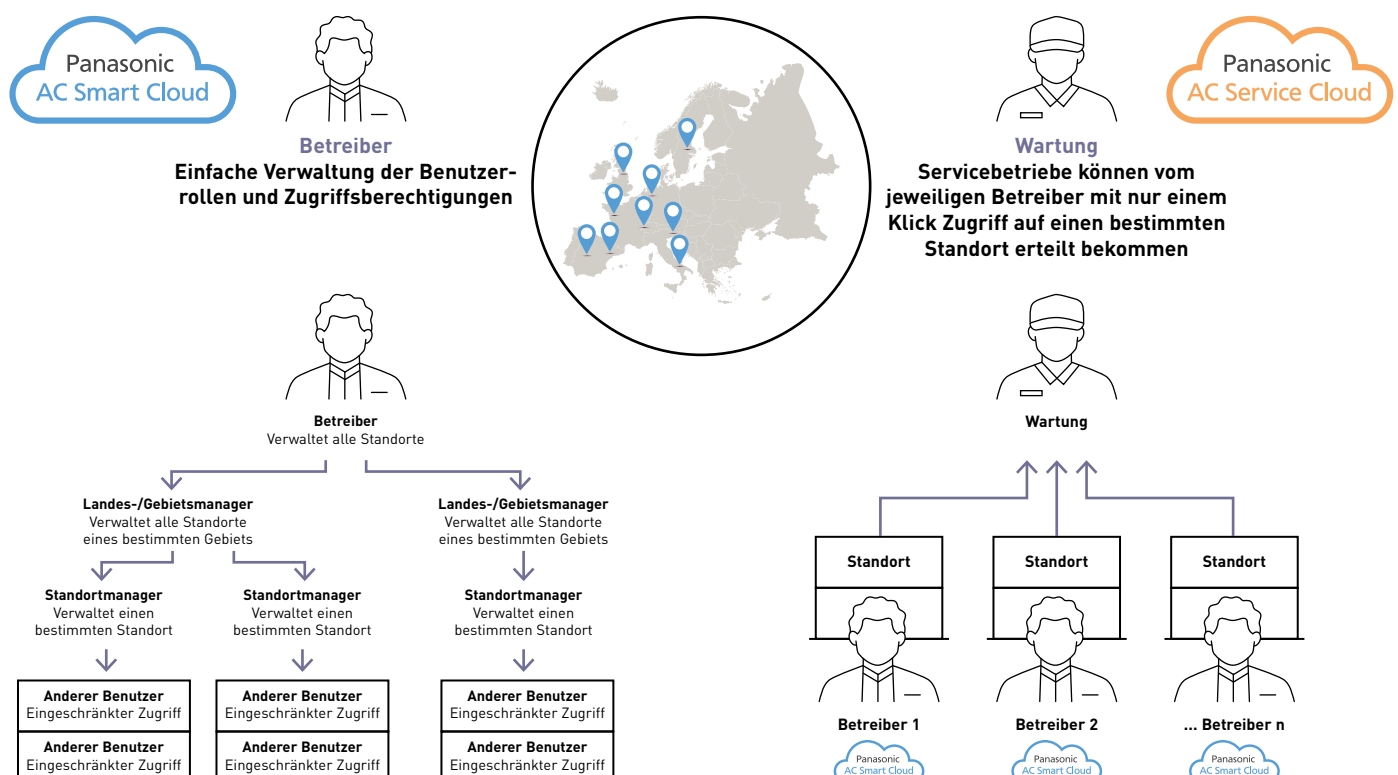 Panasonic
AC Smart Cloud
Betreiber
Einfache Verwaltung der Benutzer-
rollen und Zugriffsberechtigungen
Panasonic
AC Service Cloud
Wartung
Servicebetriebe können vom
jeweiligen Betreiber mit nur einem
Klick Zugriff auf einen bestimmten
Standort erteilt bekommen
Betreiber
Verwaltet alle Standorte
Landes-/Gebietsmanager
Verwaltet alle Standorte
eines bestimmten Gebiets
Landes-/Gebietsmanager
Verwaltet alle Standorte
eines bestimmten Gebiets
Standortmanager
Verwaltet einen
bestimmten Standort
Standortmanager
Verwaltet einen
bestimmten Standort
Standortmanager
Verwaltet einen
bestimmten Standort
Anderer Benutzer
Eingeschränkter Zugriff
Anderer Benutzer
Eingeschränkter Zugriff
Anderer Benutzer
Eingeschränkter Zugriff
Anderer Benutzer
Eingeschränkter Zugriff
Anderer Benutzer
Eingeschränkter Zugriff
Anderer Benutzer
Eingeschränkter Zugriff
Wartung
Standort
Standort
Standort
Betreiber 1
Betreiber 2
... Betreiber n
Panasonic
AC Smart Cloud
Panasonic
AC Smart Cloud
Panasonic
AC Smart Cloud